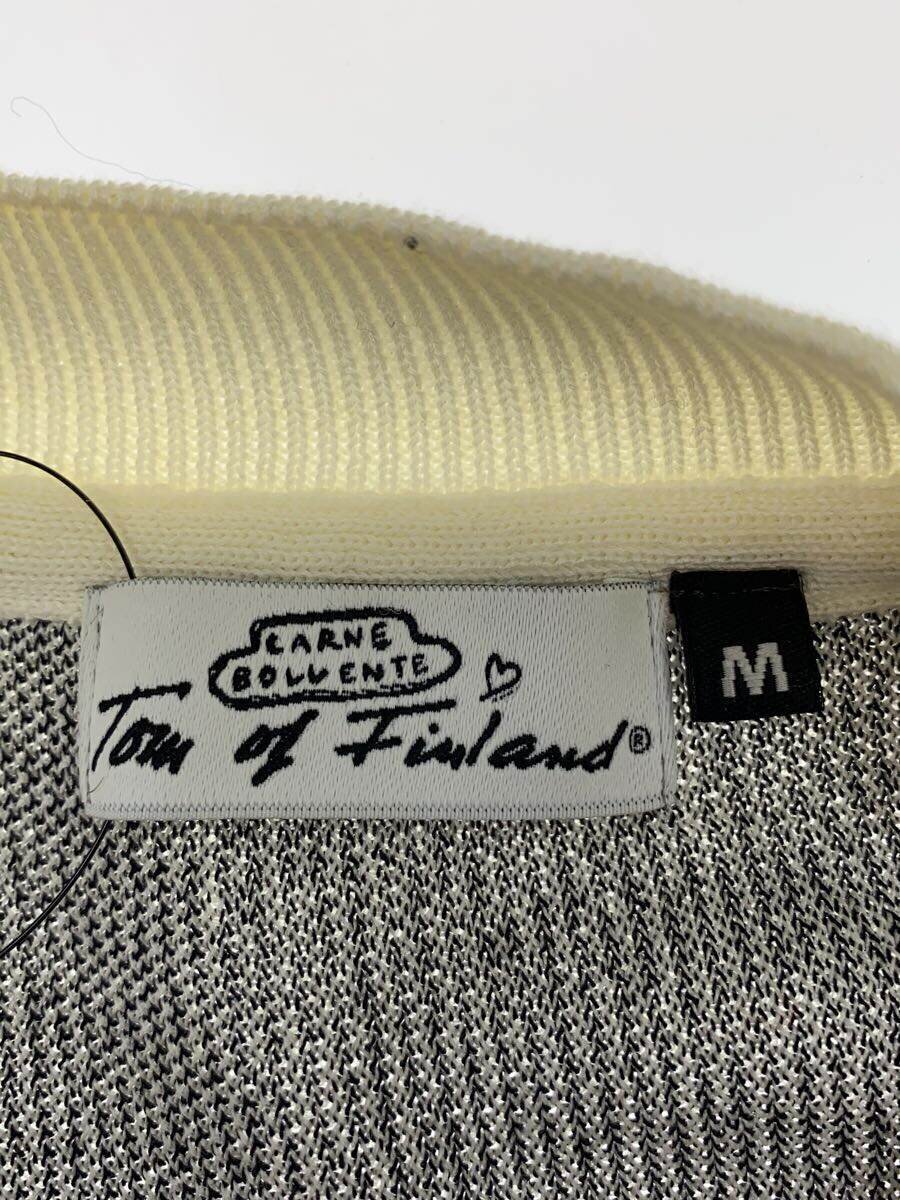 CARNE
BOLLENTE
Tom of Finland®
M